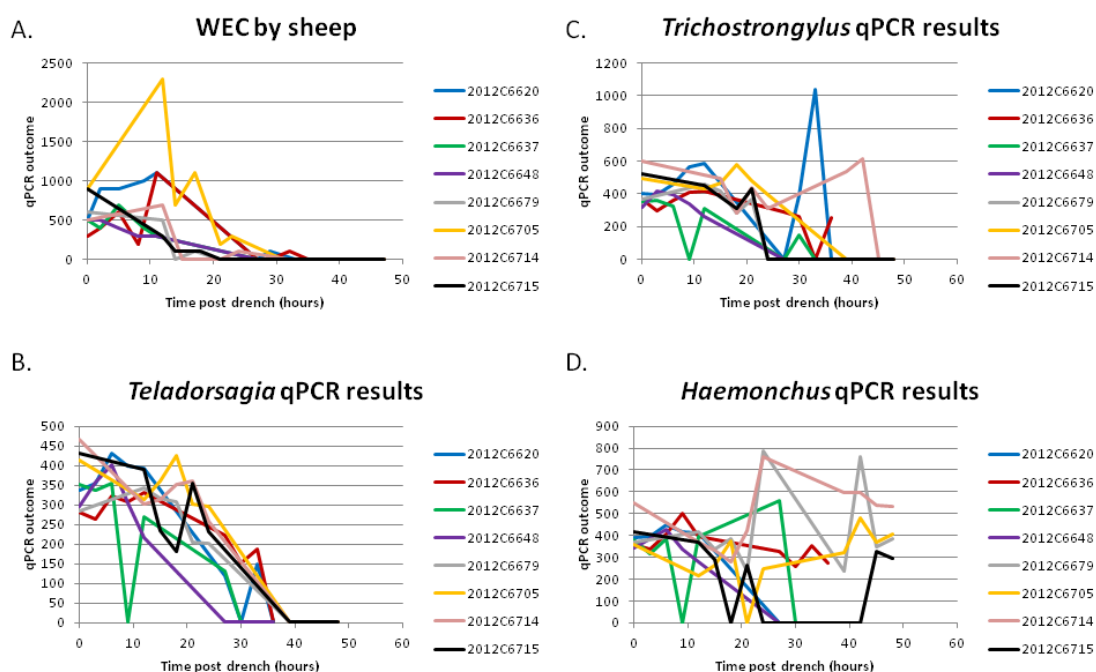 A.
WEC by sheep
qPCR outcome
2500
2000
1500
1000
500
0
0 10 20 30 40 50
Time post drench (hours)
2012C6620
2012C6636
2012C6637
2012C6648
2012C6679
2012C6705
2012C6714
2012C6715
C.
Trichostrongylus qPCR results
qPCR outcome
1200
1000
800
600
400
200
0
0 10 20 30 40 50 60
Time post drench (hours)
2012C6620
2012C6636
2012C6637
2012C6648
2012C6679
2012C6705
2012C6714
2012C6715
B.
Teladorsagia qPCR results
qPCR outcome
500
450
400
350
300
250
200
150
100
50
0
0 10 20 30 40 50 60
Time post drench (hours)
2012C6620
2012C6636
2012C6637
2012C6648
2012C6679
2012C6705
2012C6714
2012C6715
D.
Haemonchus qPCR results
qPCR outcome
900
800
700
600
500
400
300
200
100
0
0 10 20 30 40 50 60
Time post drench (hours)
2012C6620
2012C6636
2012C6637
2012C6648
2012C6679
2012C6705
2012C6714
2012C6715